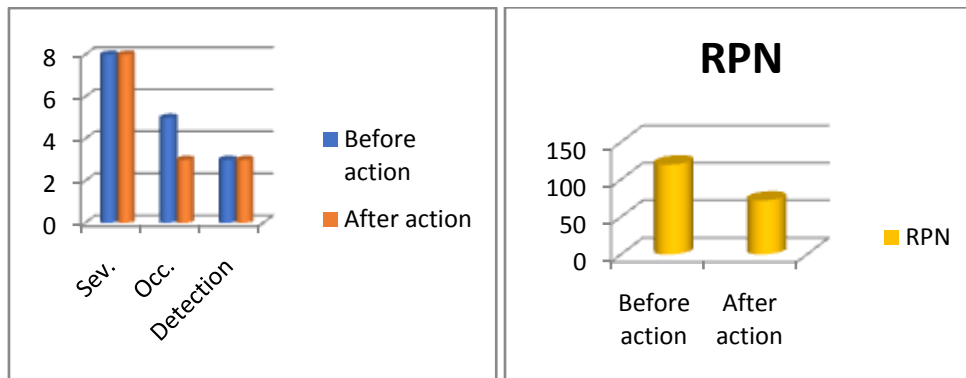 8
6
4
2
0
Sev.
Occ.
Detection
Before
action
After action
RPN
150
100
50
0
Before
action
After
action
RPN